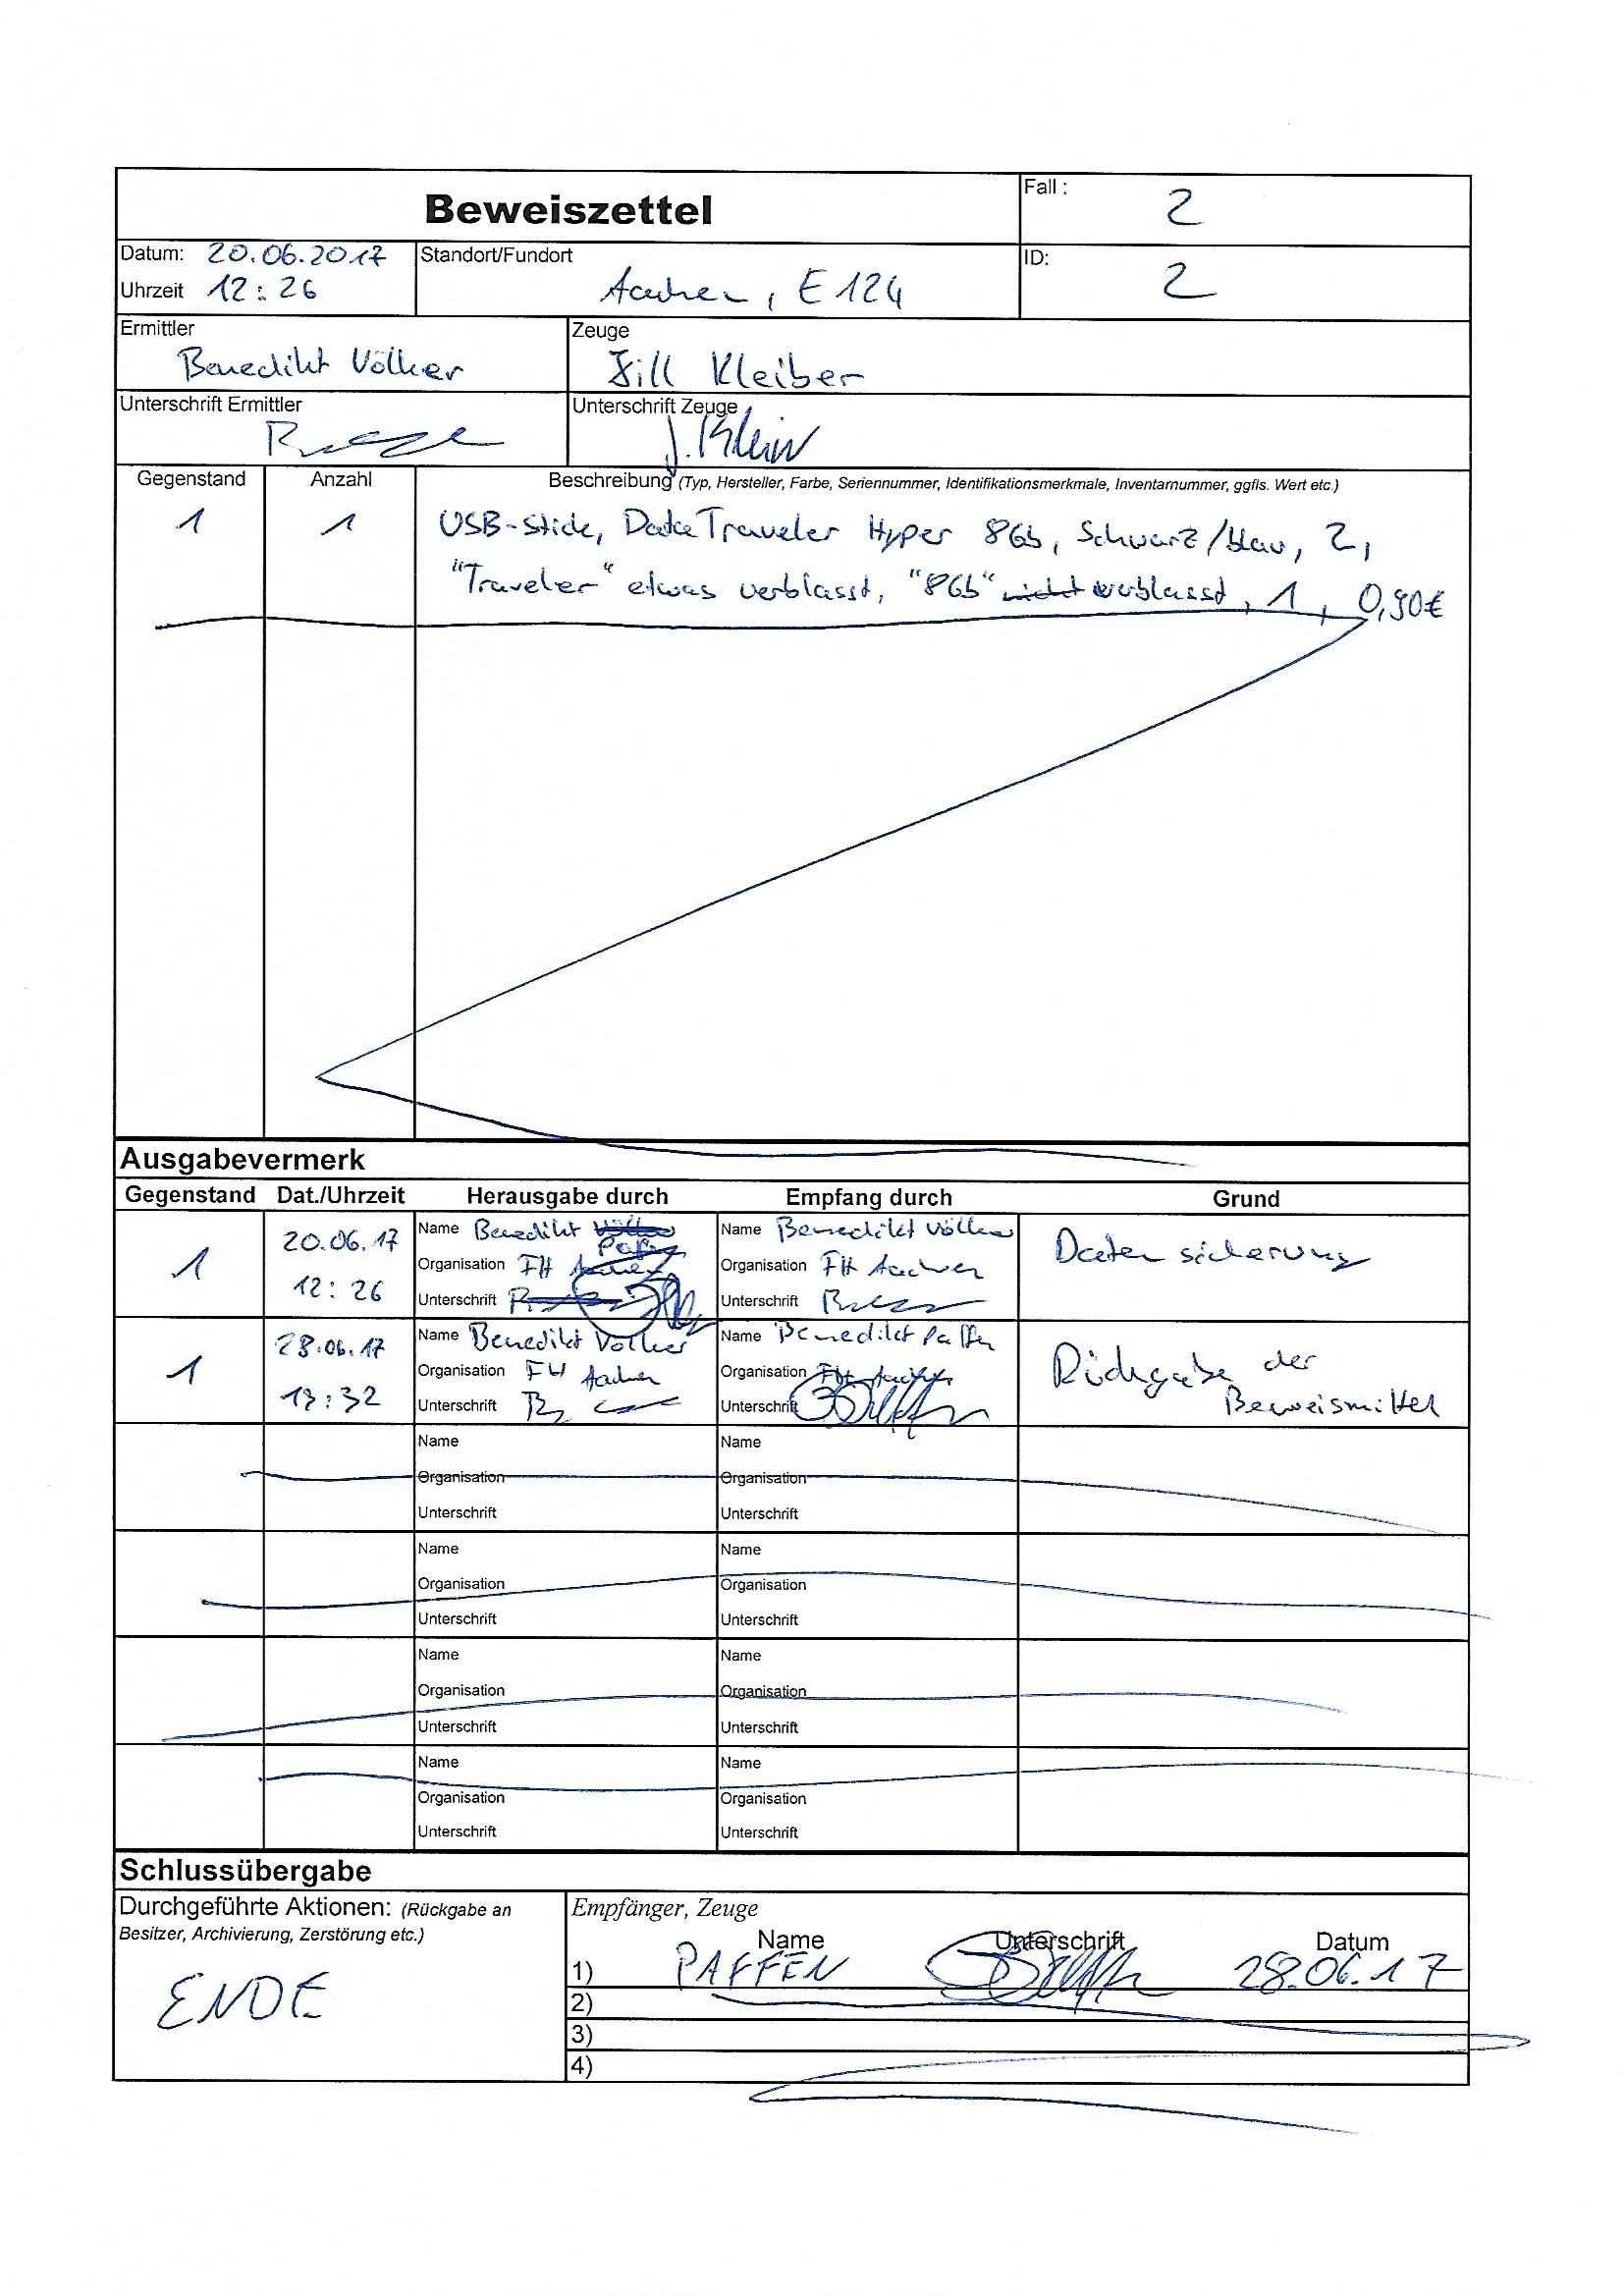 Beweiszettel
Fall : 2
Datum: 20.06.2017
Uhrzeit 12:26
Standort/Fundort
Aachen, E124
ID: 2
Ermittler
Benedikt Völker
Zeuge
Jill Kleiber
Unterschrift Ermittler
Unterschrift Zeuge
Gegenstand Anzahl Beschreibung (Typ, Hersteller, Farbe, Seriennummer, Identifikationsmerkmale, Inventarnummer, ggfls. Wert etc.)
1 1 USB-Stick, DataTraveler Hyper 8Gb, Schwarz/blau, 2,
"Traveler" etwas verblasst, "8Gb" nicht verblasst, 1, 0,90€
Ausgabevermerk
Gegenstand Dat./Uhrzeit Herausgabe durch Empfang durch Grund
1
20.06.17
12:26
Name Benedikt Völker
Paffen
Organisation FH Aachen
Unterschrift
Name Benedikt Völker
Organisation FH Aachen
Unterschrift
Datensicherung
1
28.06.17
13:32
Name Benedikt Völker
Organisation FH Aachen
Unterschrift
Name Benedikt Paffen
Organisation FH Aachen
Unterschrift
Rückgabe der
Beweismittel
Name
Organisation
Unterschrift
Name
Organisation
Unterschrift
Name
Organisation
Unterschrift
Name
Organisation
Unterschrift
Name
Organisation
Unterschrift
Name
Organisation
Unterschrift
Name
Organisation
Unterschrift
Name
Organisation
Unterschrift
Schlussübergabe
Durchgeführte Aktionen: (Rückgabe an
Besitzer, Archivierung, Zerstörung etc.)
ENDE
Empfänger, Zeuge
Name Unterschrift Datum
1) PAFFEN 28.06.17
2)
3)
4)